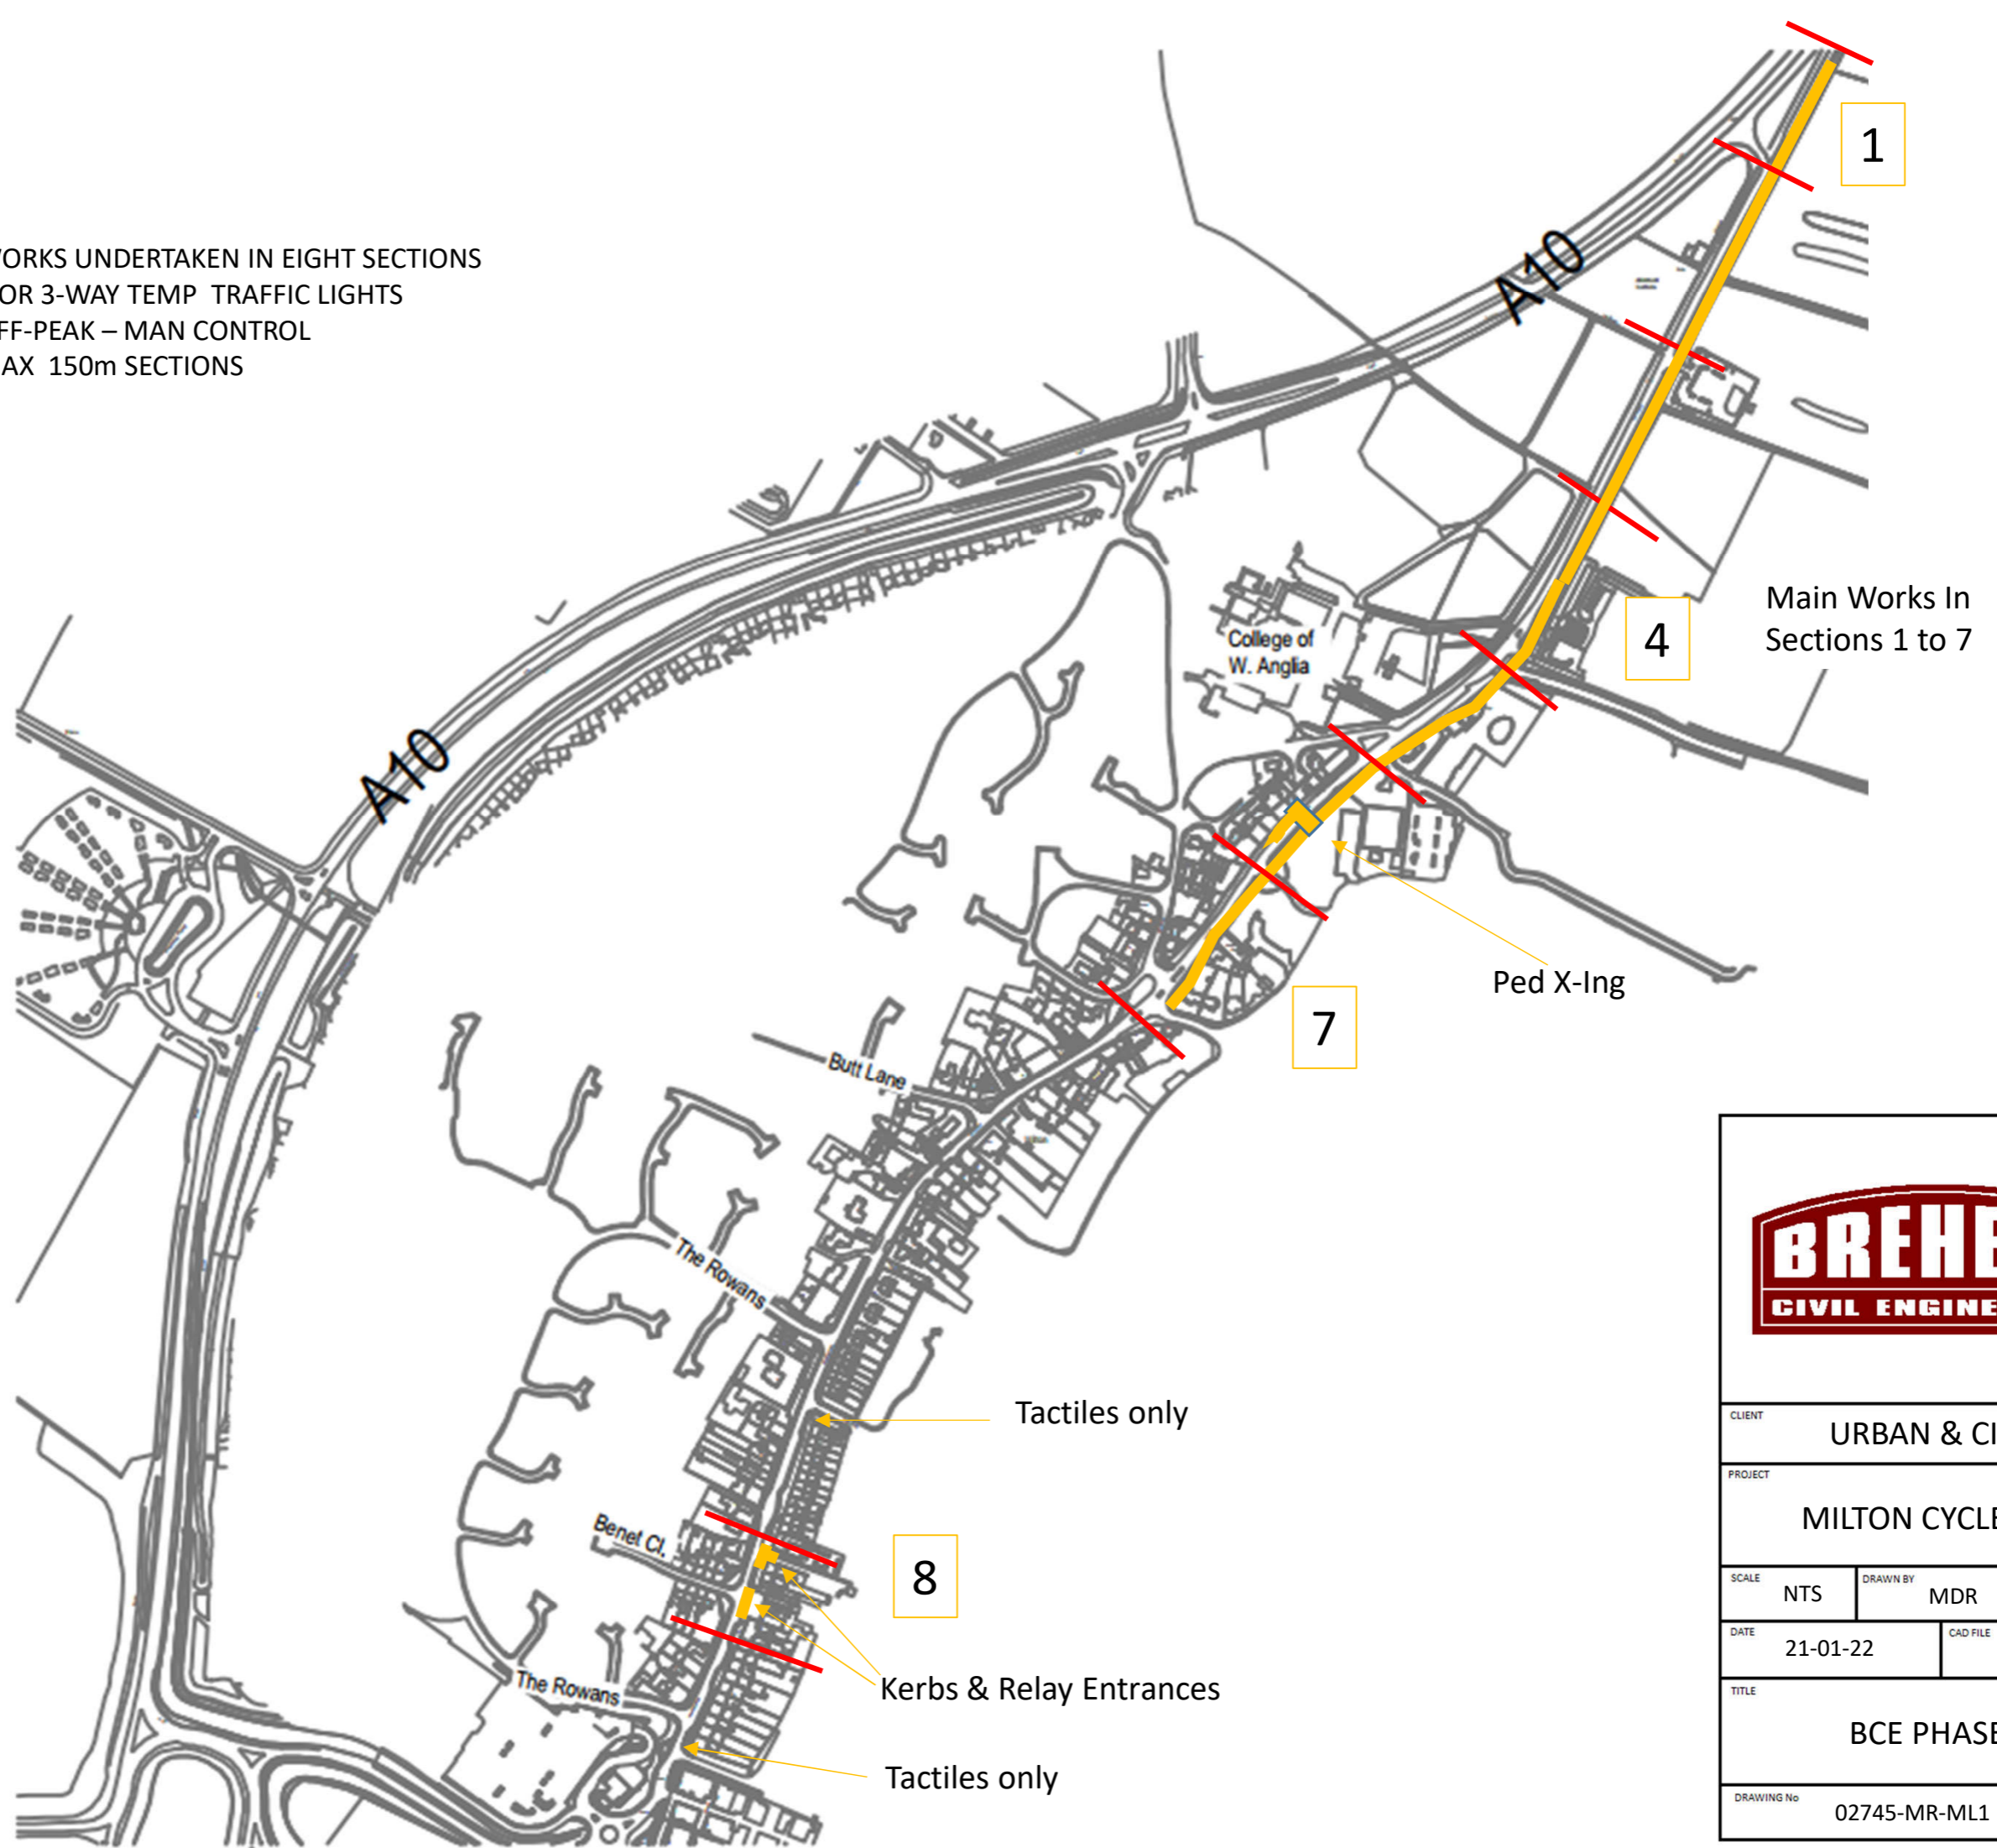 WORKS UNDERTAKEN IN EIGHT SECTIONS
OR 3-WAY TEMP TRAFFIC LIGHTS
FF-PEAK – MAN CONTROL
AX 150m SECTIONS
1
A10
4
Main Works In
Sections 1 to 7
College of
W. Anglia
A10
Ped X-Ing
7
Butt Lane
The Rowans
Tactiles only
Benet Cl.
8
Kerbs & Relay Entrances
The Rowans
Tactiles only
BREHE
CIVIL ENGINE
CLIENT
URBAN & CI
PROJECT
MILTON CYCLE
SCALE
NTS
DRAWN BY
MDR
DATE
21-01-22
CAD FILE
TITLE
BCE PHASE
DRAWING No
02745-MR-ML1